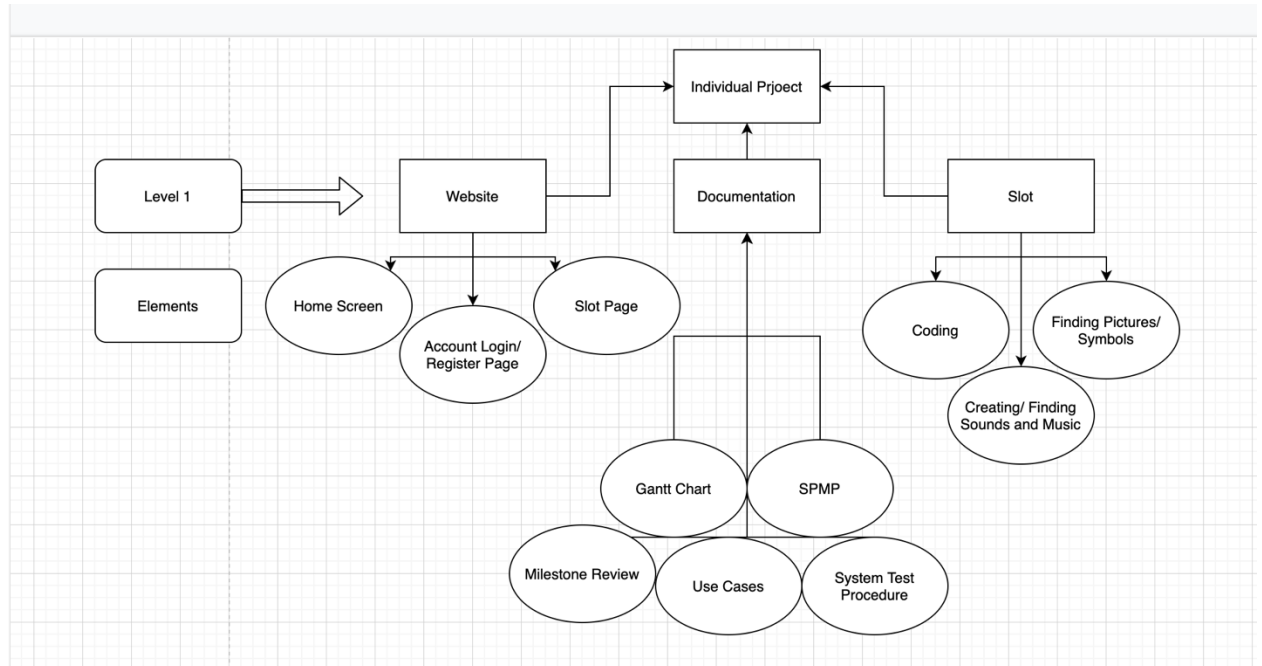 Individual Prjoect
Level 1
Website
Documentation
Slot
Elements
Home Screen
Slot Page
Account Login/
Register Page
Coding
Finding Pictures/
Symbols
Creating/ Finding
Sounds and Music
Gantt Chart
SPMP
Milestone Review
Use Cases
System Test
Procedure